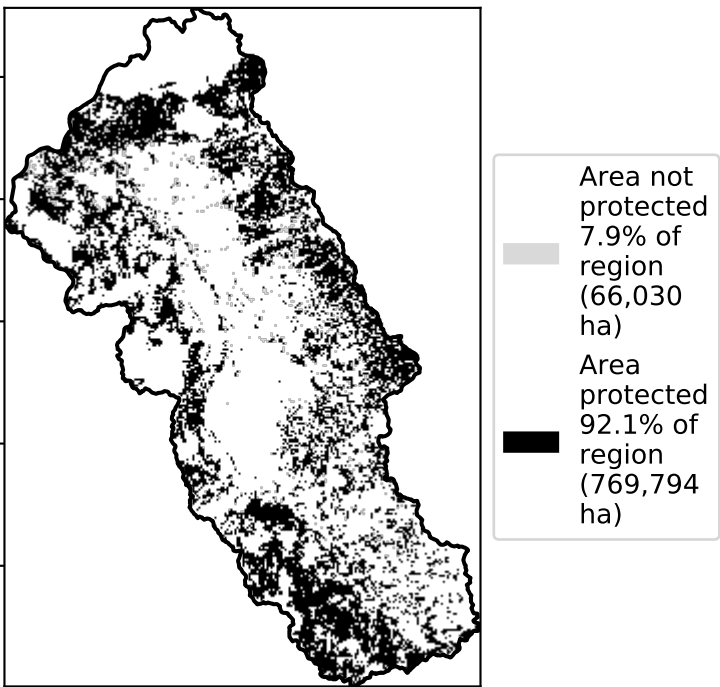 Area not
protected
7.9% of
region
(66,030
ha)
Area
protected
92.1% of
region
(769,794
ha)